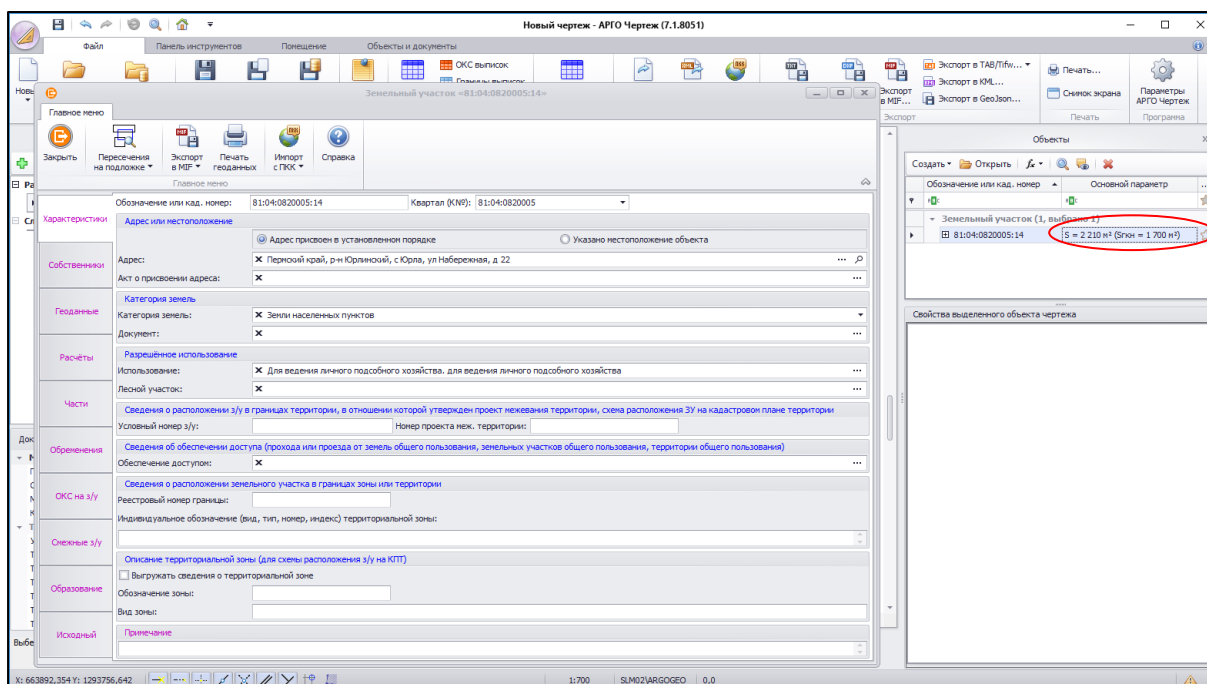 Новый чертеж - АРГО Чертеж (7.1.8051)
Файл Панель инструментов Помещение Объекты и документы
ОКС выписок
Экспорт в TAB/Tifw...
Экспорт в KML...
Экспорт в GeoJson...
Экспорт в MIF...
Экспорт
Печать...
Снимок экрана
Печать
Параметры
АРГО Чертеж
Программа
Земельный участок «81:04:0820005:14»
Главное меню
Закрыть
Пересечения
на подложке
Экспорт
в MIF
Печать
геоданных
Импорт
с ПКК
Справка
Главное меню
Характеристики
Собственники
Геоданные
Расчёты
Части
Обременения
ОКС на з/у
Смежные з/у
Образование
Исходный
Обозначение или кад. номер: 81:04:0820005:14 Квартал (К№): 81:04:0820005
Адрес или местоположение
Адрес присвоен в установленном порядке Указано местоположение объекта
Адрес: Пермский край, р-н Юрлинский, с Юрла, ул Набережная, д 22
Акт о присвоении адреса:
Категория земель
Категория земель: Земли населенных пунктов
Документ:
Разрешённое использование
Использование: Для ведения личного подсобного хозяйства. для ведения личного подсобного хозяйства
Лесной участок:
Сведения о расположении з/у в границах территории, в отношении которой утвержден проект межевания территории, схема расположения ЗУ на кадастровом плане территории
Условный номер з/у: Номер проекта меж. территории:
Сведения об обеспечении доступа (прохода или проезда от земель общего пользования, земельных участков общего пользования, территории общего пользования)
Обеспечение доступом:
Сведения о расположении земельного участка в границах зоны или территории
Реестровый номер границы:
Индивидуальное обозначение (вид, тип, номер, индекс) территориальной зоны:
Описание территориальной зоны (для схемы расположения з/у на КПТ)
Выгружать сведения о территориальной зоне
Обозначение зоны:
Вид зоны:
Примечание
Объекты
Создать Открыть fx
Обозначение или кад. номер Основной параметр ...
Земельный участок (1, выбрано 1)
81:04:0820005:14 S = 2 210 м² (Sгкн = 1 700 м²)
Свойства выделенного объекта чертежа
X: 663892,354 Y: 1293756,642 1:700 SLM02\ARGOGEO 0,0